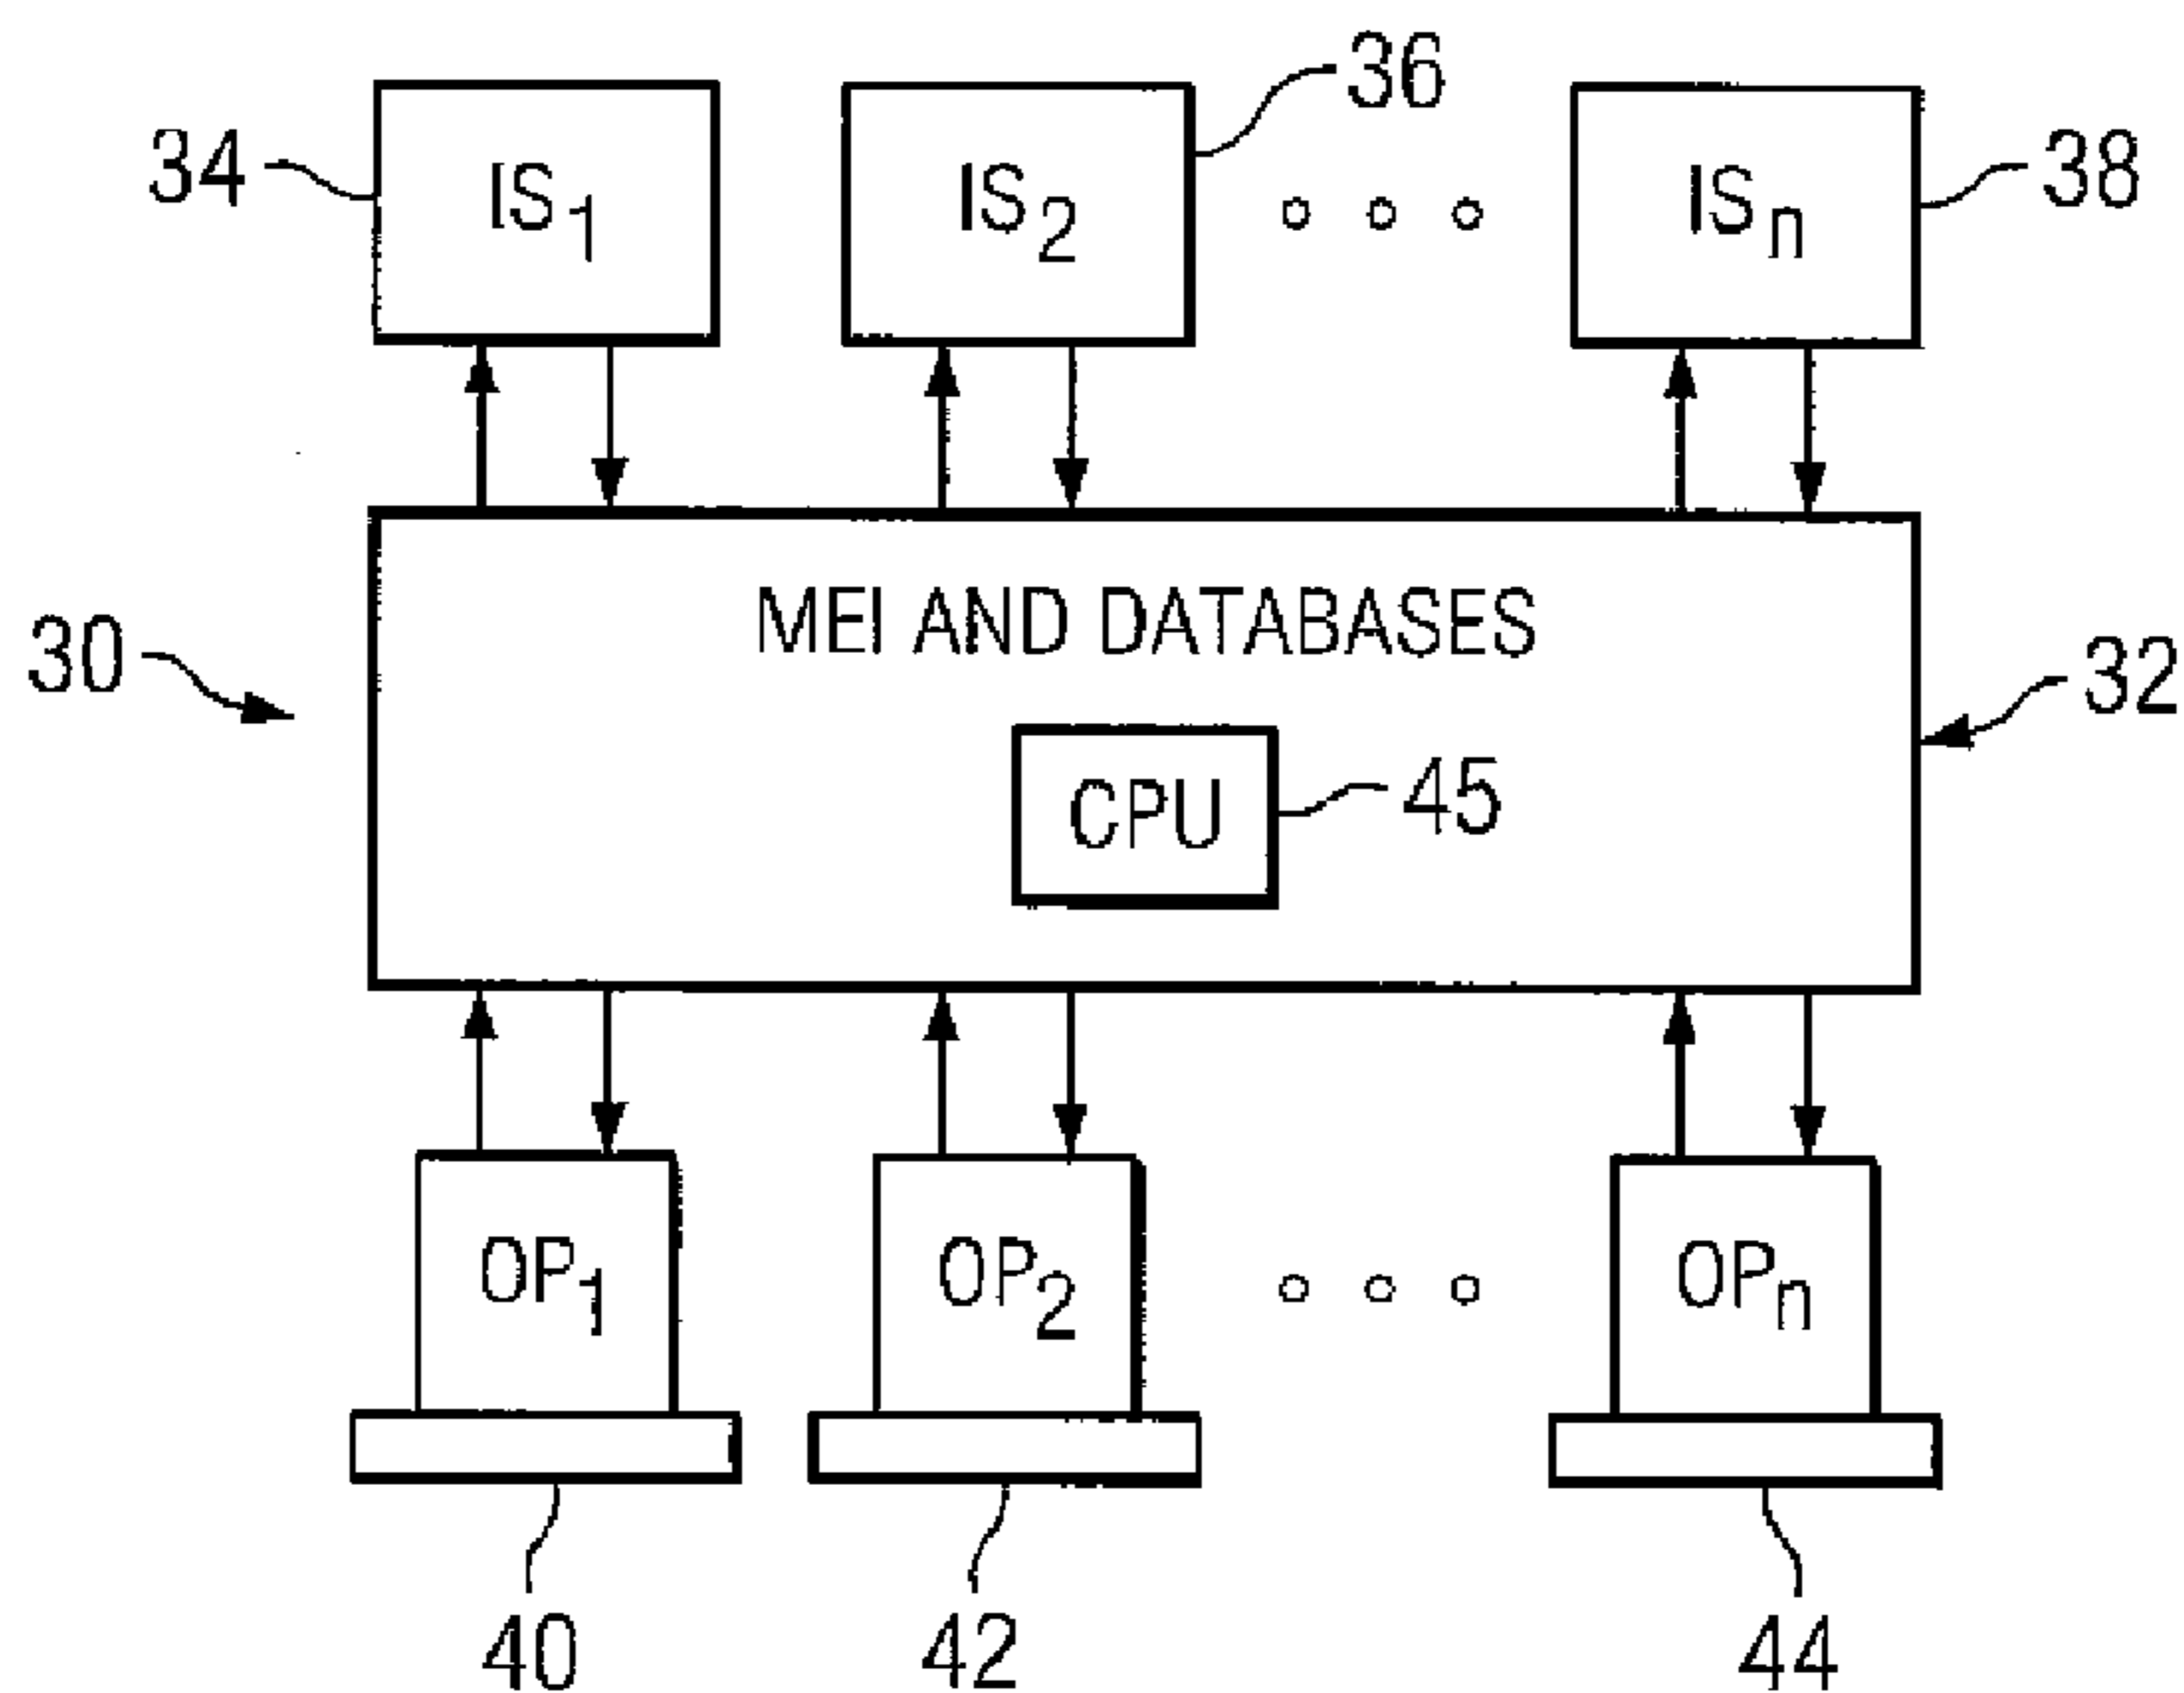 36
34
38
IS1
IS2
ISn
MEI AND DATABASES
30
32
CPU
45
OP1
OP2
OPn
40
42
44